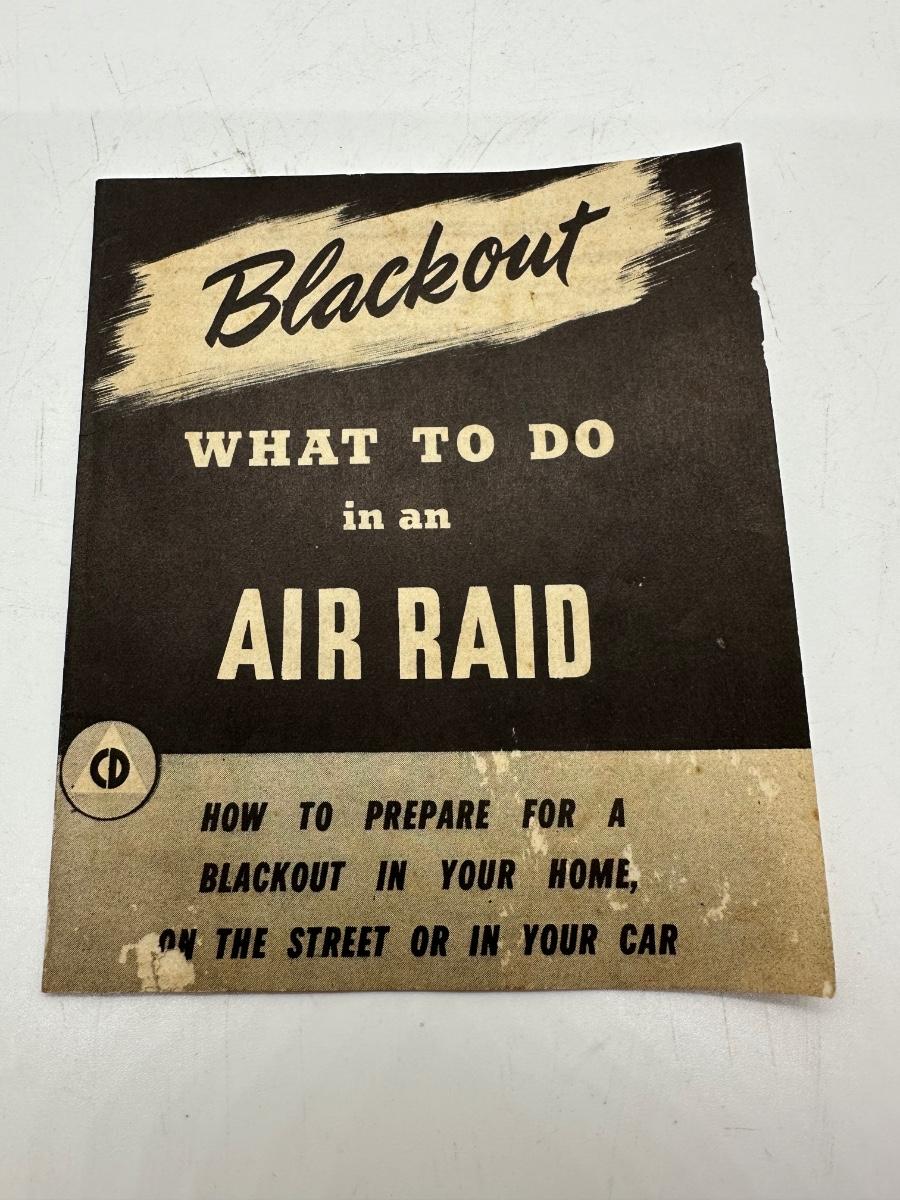 Blackout
WHAT TO DO
in an
AIR RAID
CD
HOW TO PREPARE FOR A
BLACKOUT IN YOUR HOME,
ON THE STREET OR IN YOUR CAR